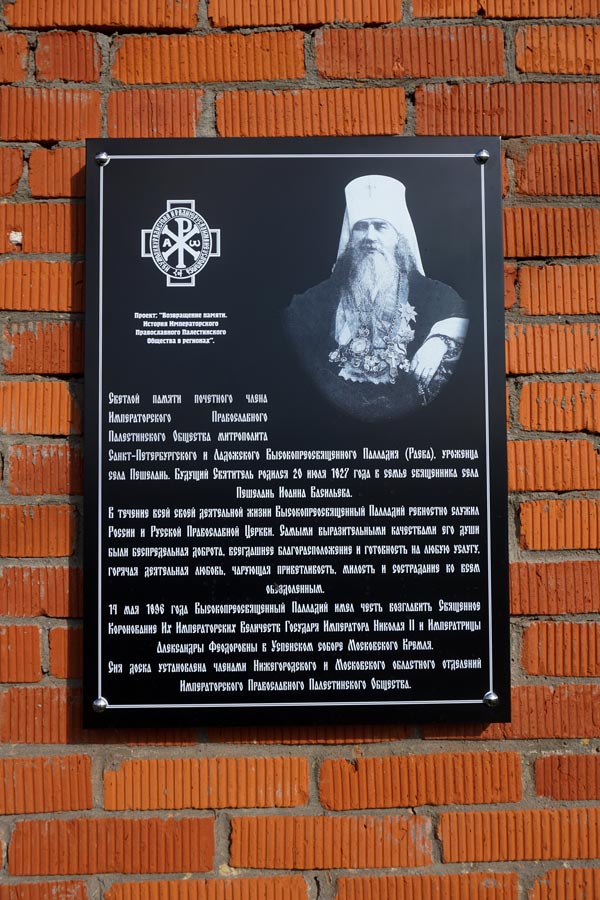 А Ѡ
Проект: "Возвращение памяти.
История Императорского
Православного Палестинского
Общества в регионах".
Светлой памяти почетного члена
Императорского Православного
Палестинского Общества митрополита
Санкт-Петербургского и Ладожского Высокопреосвященного Палладия (Раева), уроженца
села Пешелань. Будущий Святитель родился 20 июля 1827 года в семье священника села
Пешелань Иоанна Васильева.
В течение всей своей деятельной жизни Высокопреосвященный Палладий ревностно служил
России и Русской Православной Церкви. Самыми выразительными качествами его души
были беспредельная доброта, всегдашнее благорасположение и готовность на любую услугу,
горячая деятельная любовь, чарующая приветливость, милость и сострадание ко всем
обездоленным.
14 мая 1896 года Высокопресвященный Палладий имел честь возглавить Священное
Коронование Их Императорских Величеств Государя Императора Николая II и Императрицы
Александры Феодоровны в Успенском соборе Московского Кремля.
Сия доска установлена членами Нижегородского и Московского областного отделений
Императорского Православного Палестинского Общества.